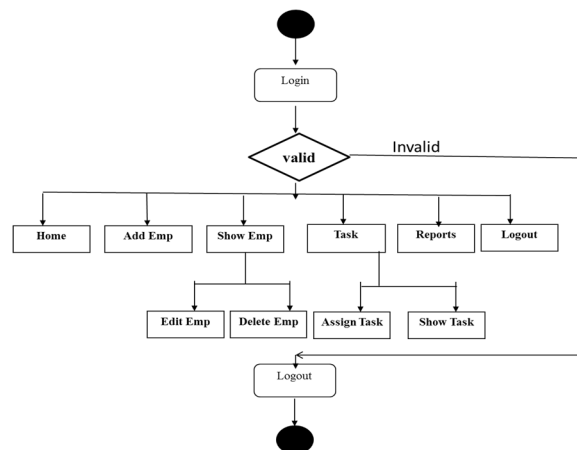 Login
valid
Invalid
Home
Add Emp
Show Emp
Task
Reports
Logout
Edit Emp
Delete Emp
Assign Task
Show Task
Logout